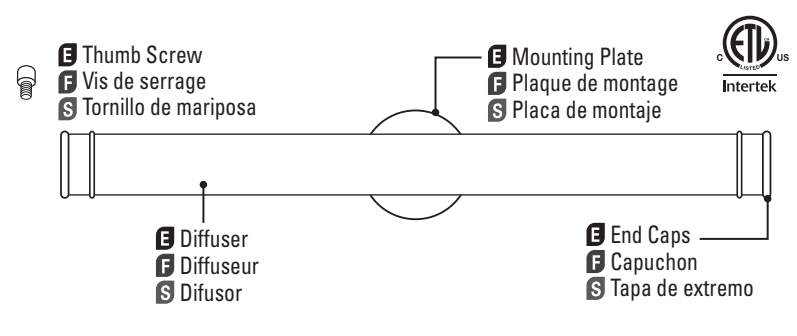 E Thumb Screw
F Vis de serrage
S Tornillo de mariposa
E Mounting Plate
F Plaque de montage
S Placa de montaje
ETL
C US
LISTED
Intertek
E Diffuser
F Diffuseur
S Difusor
E End Caps
F Capuchon
S Tapa de extremo